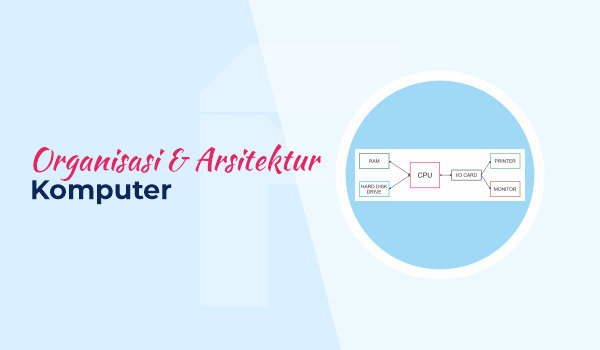 Organisasi & Arsitektur
Komputer
RAM
HARD DISK
DRIVE
CPU
I/O CARD
PRINTER
MONITOR